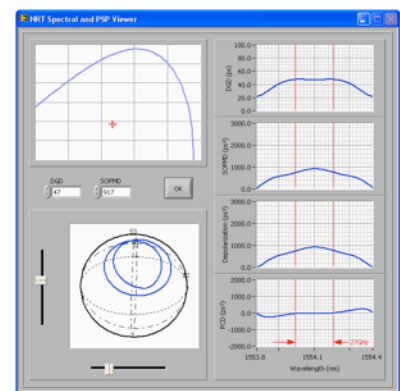 NRT Spectral and PSP Viewer
DGD
47
SOPMD
917
OK
S3
DGD (ps)
100.0
80.0
60.0
40.0
20.0
0.0
SOPMD (ps²)
3000.0
2000.0
1000.0
0.0
Depolarization (ps²)
3000.0
2000.0
1000.0
0.0
PCD (ps²)
2000.0
1000.0
0.0
-1000.0
-2000.0
27GHz
1553.8
1554.1
1554.4
Wavelength (nm)